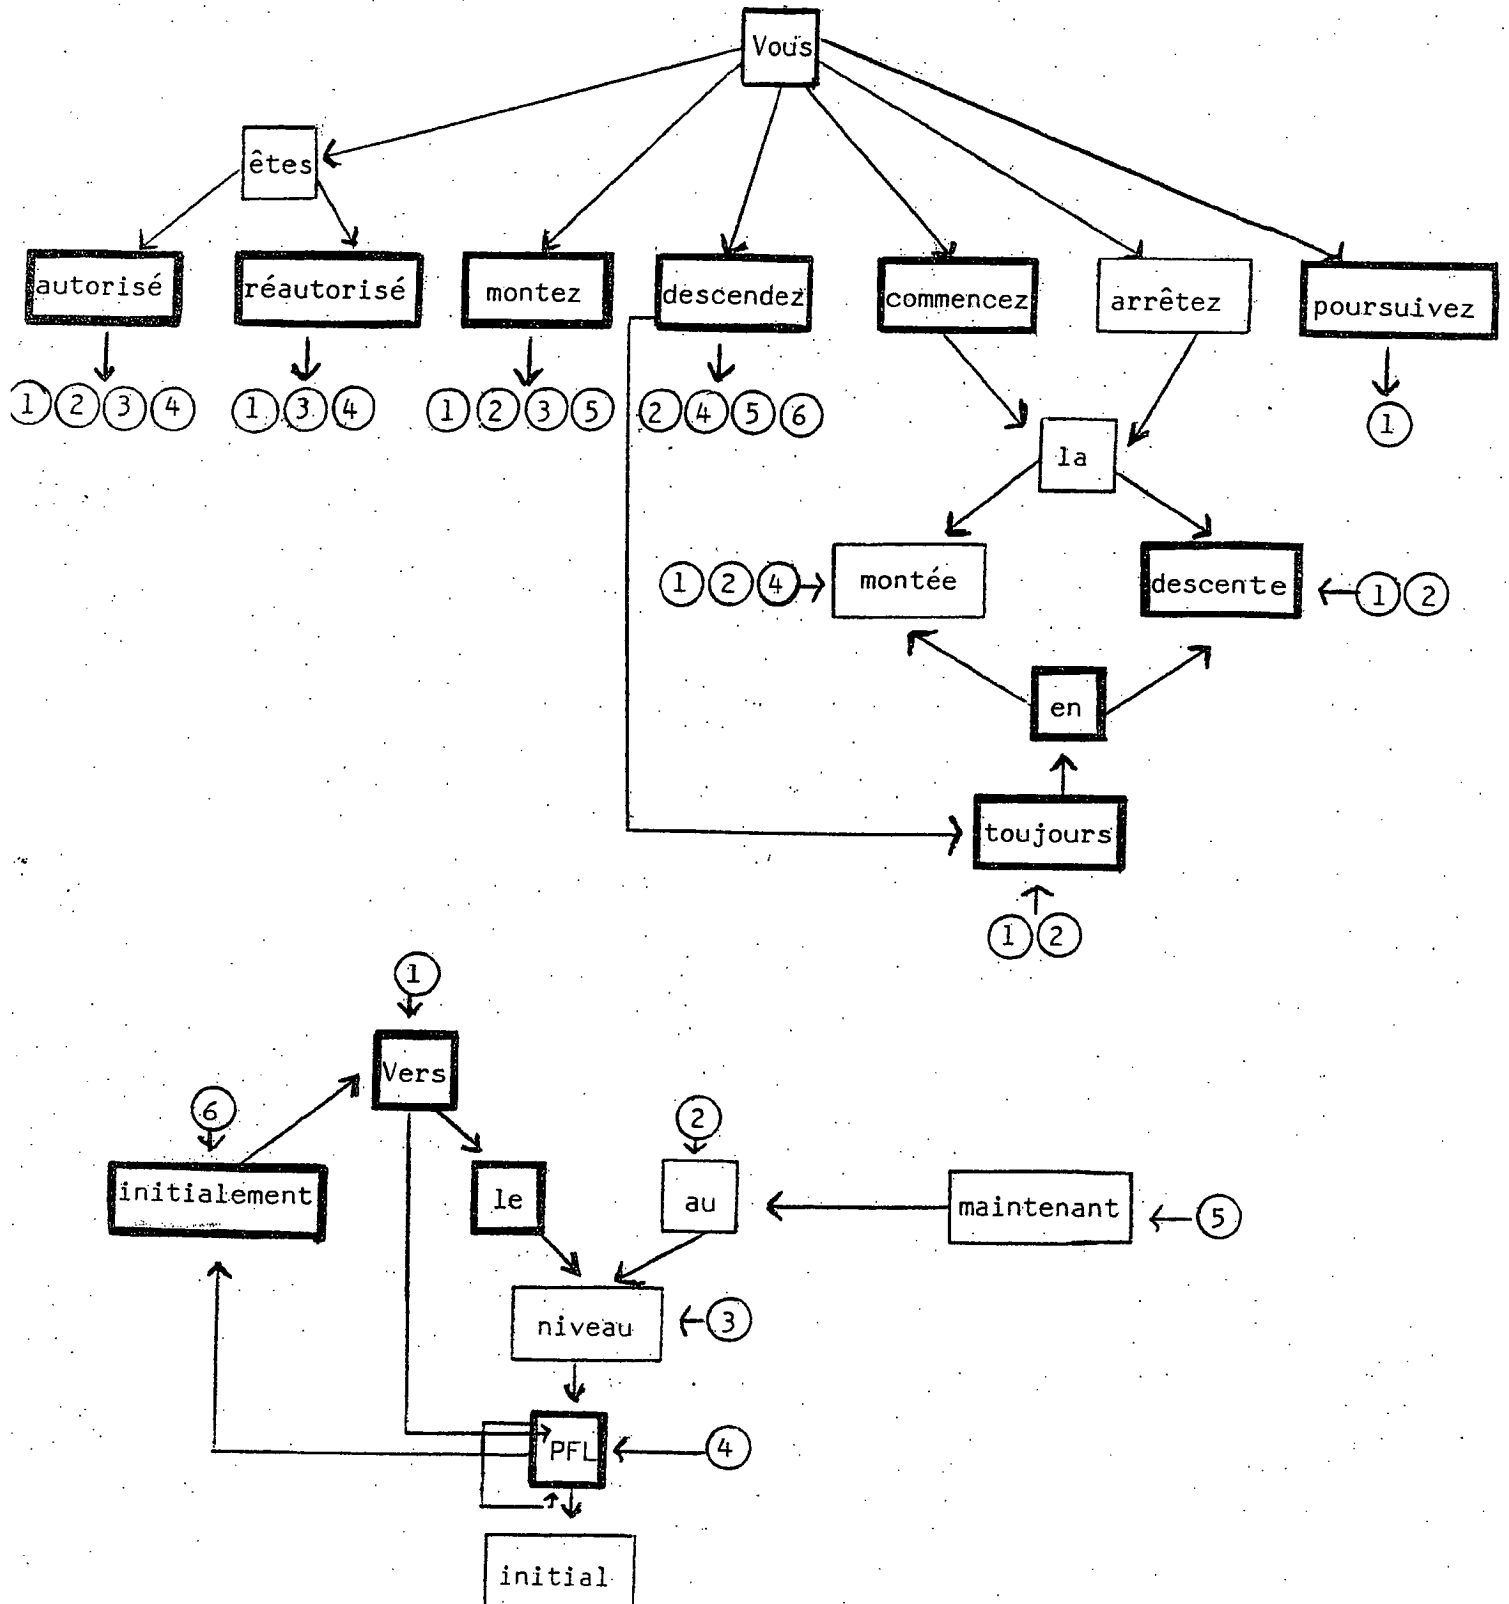 Vous
êtes
autorisé réautorisé montez descendez commencez arrêtez poursuivez
1 2 3 4 1 3 4 1 2 3 5 2 4 5 6 1
la
1 2 4 montée descente 1 2
en
toujours
1 2
1
Vers
6 2
initialement le au maintenant 5
niveau 3
PFL 4
initial